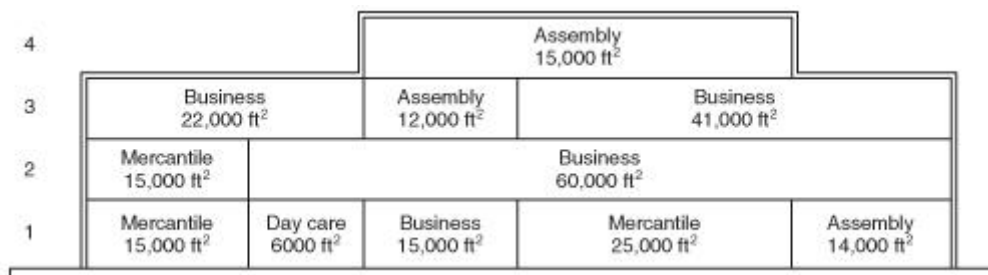 4
Assembly
15,000 ft²
3
Business
22,000 ft²
Assembly
12,000 ft²
Business
41,000 ft²
2
Mercantile
15,000 ft²
Business
60,000 ft²
1
Mercantile
15,000 ft²
Day care
6000 ft²
Business
15,000 ft²
Mercantile
25,000 ft²
Assembly
14,000 ft²